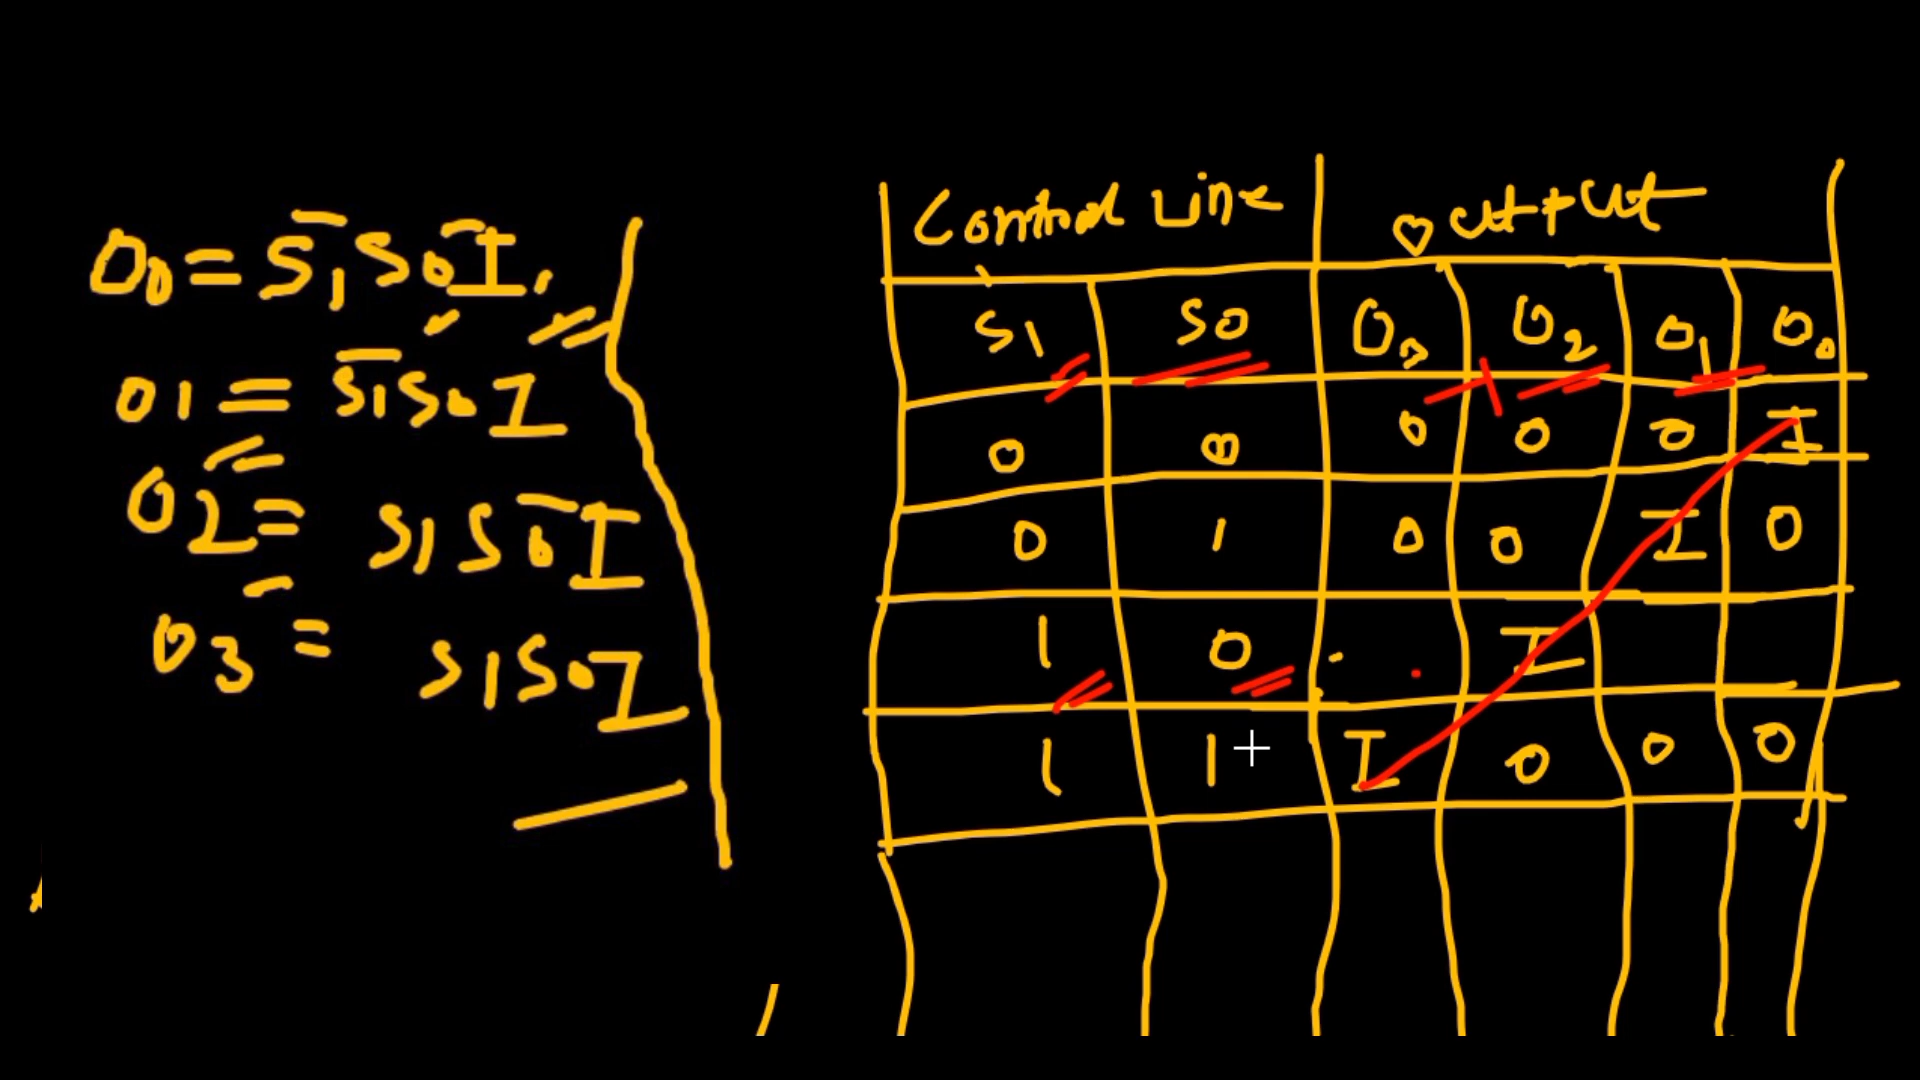 O₀ = S̅₁ S̅₀ I,
O1 = S̅1 S0 I
O2 = S1 S̅0 I
O3 = S1 S0 I
Control Line Output
S1 S0 O₃ O₂ O₁ O₀
0 0 0 0 0 I
0 1 0 0 I 0
1 0 I
1 1 I 0 0 0